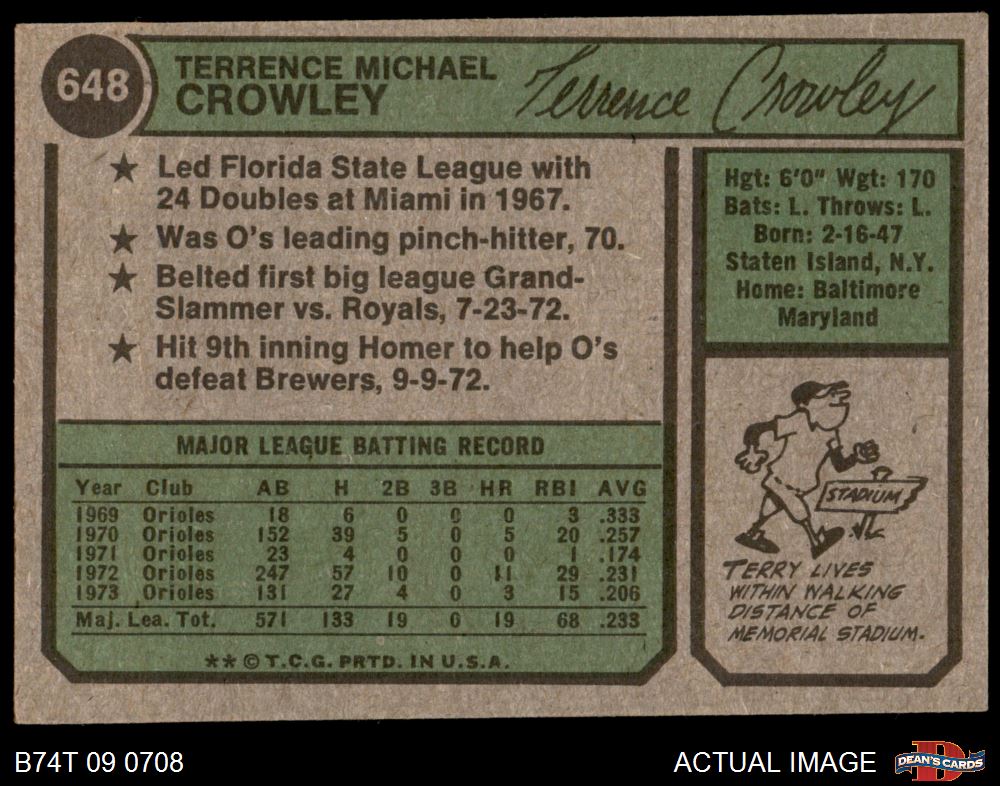 648
TERRENCE MICHAEL
CROWLEY
Terrence Crowley
★ Led Florida State League with
24 Doubles at Miami in 1967.
★ Was O's leading pinch-hitter, 70.
★ Belted first big league Grand-
Slammer vs. Royals, 7-23-72.
★ Hit 9th inning Homer to help O's
defeat Brewers, 9-9-72.
MAJOR LEAGUE BATTING RECORD
Year Club AB H 2B 3B HR RBI AVG
1969 Orioles 18 6 0 0 0 3 .333
1970 Orioles 152 39 5 0 5 20 .257
1971 Orioles 23 4 0 0 0 1 .174
1972 Orioles 247 57 10 0 11 29 .231
1973 Orioles 131 27 4 0 3 15 .206
Maj. Lea. Tot. 571 133 19 0 19 68 .233
** © T.C.G. PRTD. IN U.S.A.
Hgt: 6'0" Wgt: 170
Bats: L. Throws: L.
Born: 2-16-47
Staten Island, N.Y.
Home: Baltimore
Maryland
STADIUM
TERRY LIVES
WITHIN WALKING
DISTANCE OF
MEMORIAL STADIUM.
B74T 09 0708
ACTUAL IMAGE
D
DEAN'S CARDS